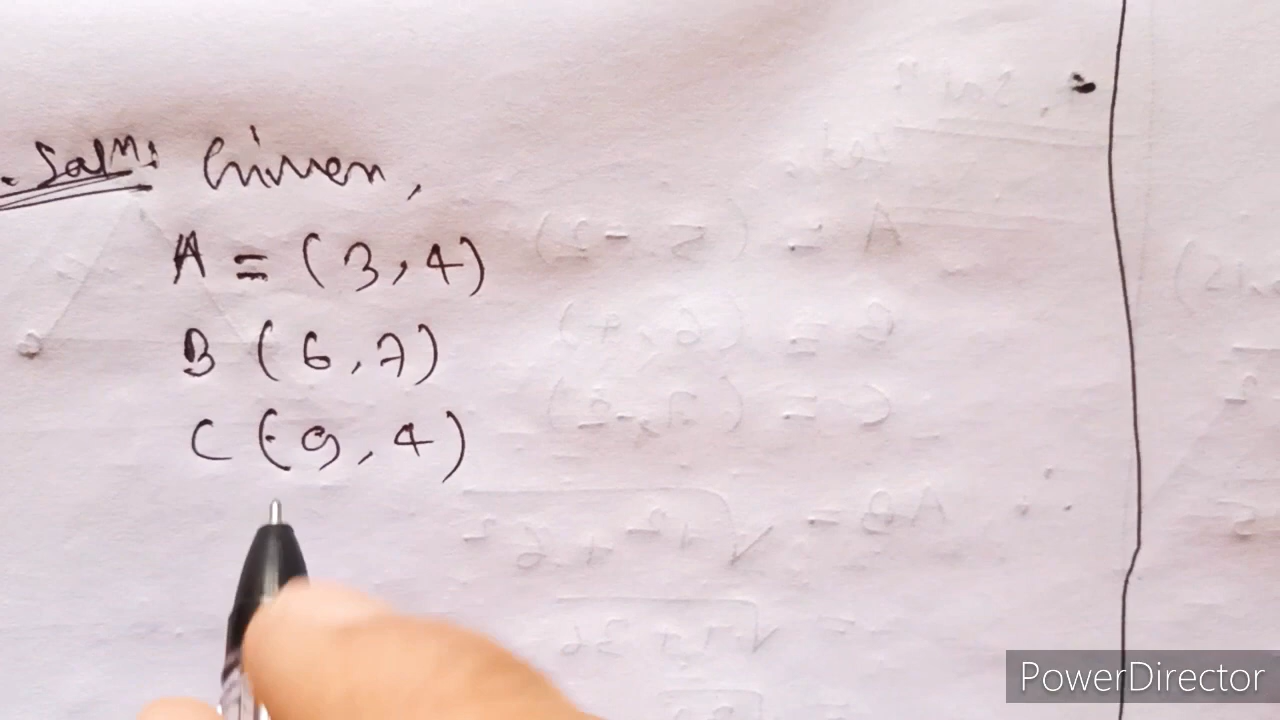 . Solⁿ: Given,
A = (3,4)
B (6,7)
C (9,4)
PowerDirector